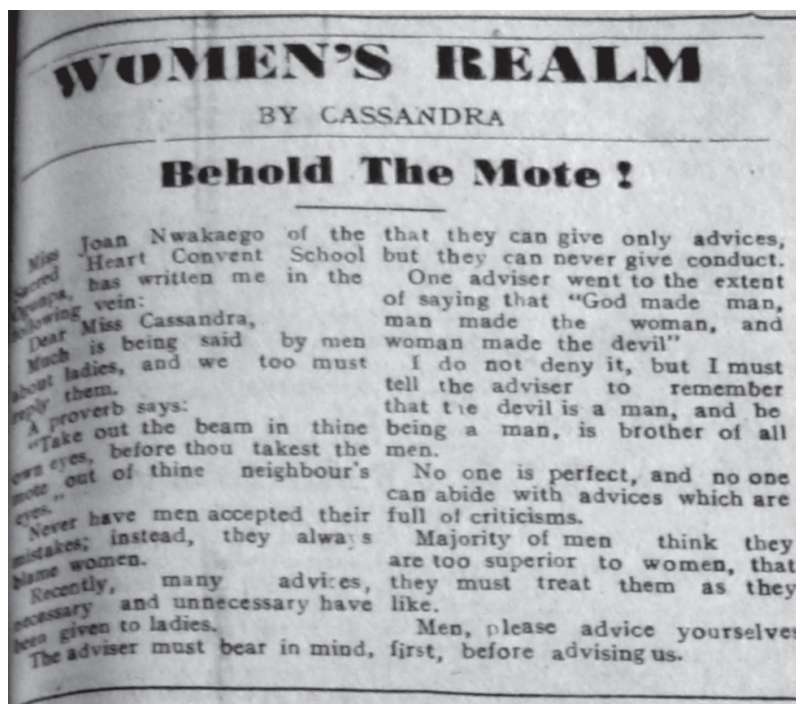 WOMEN'S REALM
BY CASSANDRA
Behold The Mote !
Miss Joan Nwakaego of the
Sacred Heart Convent School
Ogunpa, has written me in the
following vein:
Dear Miss Cassandra,
Much is being said by men
about ladies, and we too must
reply them.
A proverb says:
"Take out the beam in thine
own eyes, before thou takest the
mote out of thine neighbour's
eyes."
Never have men accepted their
mistakes; instead, they always
blame women.
Recently, many advices,
necessary and unnecessary have
been given to ladies.
The adviser must bear in mind,
that they can give only advices,
but they can never give conduct.
One adviser went to the extent
of saying that "God made man,
man made the woman, and
woman made the devil"
I do not deny it, but I must
tell the adviser to remember
that the devil is a man, and he
being a man, is brother of all
men.
No one is perfect, and no one
can abide with advices which are
full of criticisms.
Majority of men think they
are too superior to women, that
they must treat them as they
like.
Men, please advice yourselves
first, before advising us.